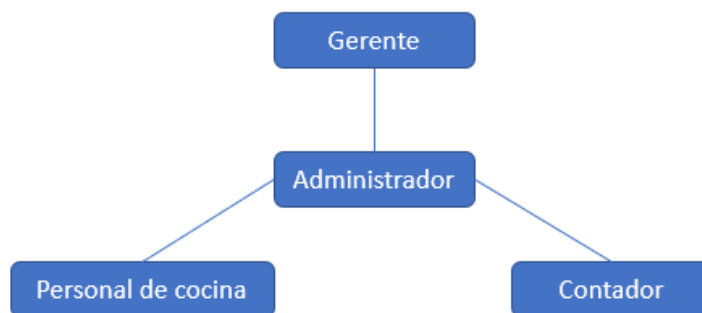 Gerente
Administrador
Personal de cocina
Contador